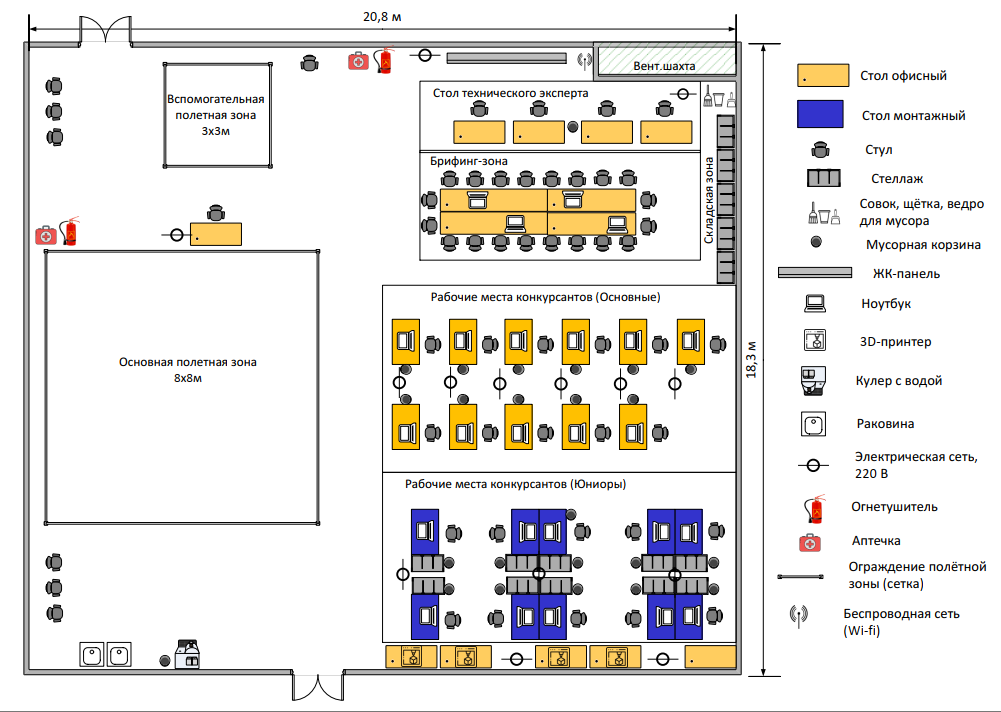 20,8 м
Вент.шахта
Вспомогательная
полетная зона
3х3м
Стол технического эксперта
Брифинг-зона
Складская зона
Рабочие места конкурсантов (Основные)
Основная полетная зона
8х8м
18,3 м
Рабочие места конкурсантов (Юниоры)
Стол офисный
Стол монтажный
Стул
Стеллаж
Совок, щётка, ведро
для мусора
Мусорная корзина
ЖК-панель
Ноутбук
3D-принтер
Кулер с водой
Раковина
Электрическая сеть,
220 В
Огнетушитель
Аптечка
Ограждение полётной
зоны (сетка)
Беспроводная сеть
(Wi-fi)